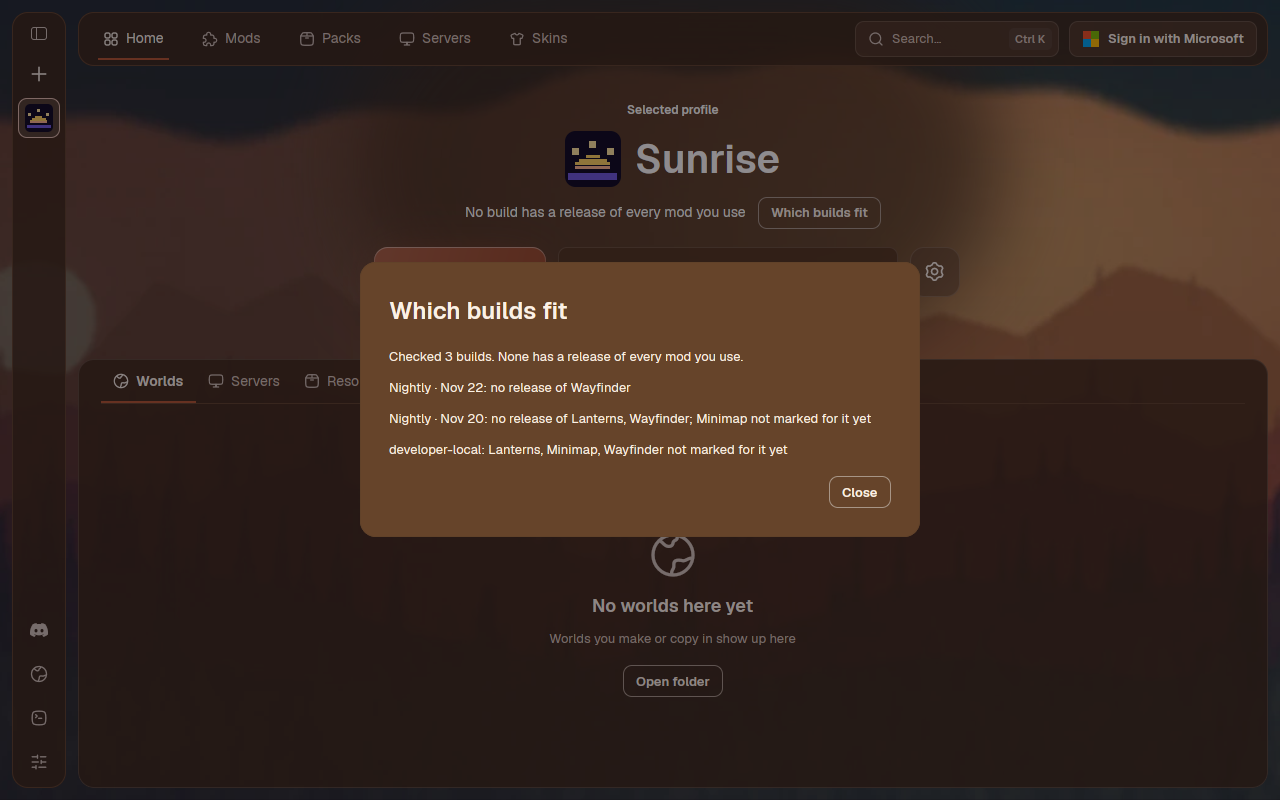 Home
Mods
Packs
Servers
Skins
Search...
Ctrl K
Sign in with Microsoft
Selected profile
Sunrise
No build has a release of every mod you use
Which builds fit
Which builds fit
Checked 3 builds. None has a release of every mod you use.
Nightly · Nov 22: no release of Wayfinder
Nightly · Nov 20: no release of Lanterns, Wayfinder; Minimap not marked for it yet
developer-local: Lanterns, Minimap, Wayfinder not marked for it yet
Close
Worlds
Servers
Reso
No worlds here yet
Worlds you make or copy in show up here
Open folder